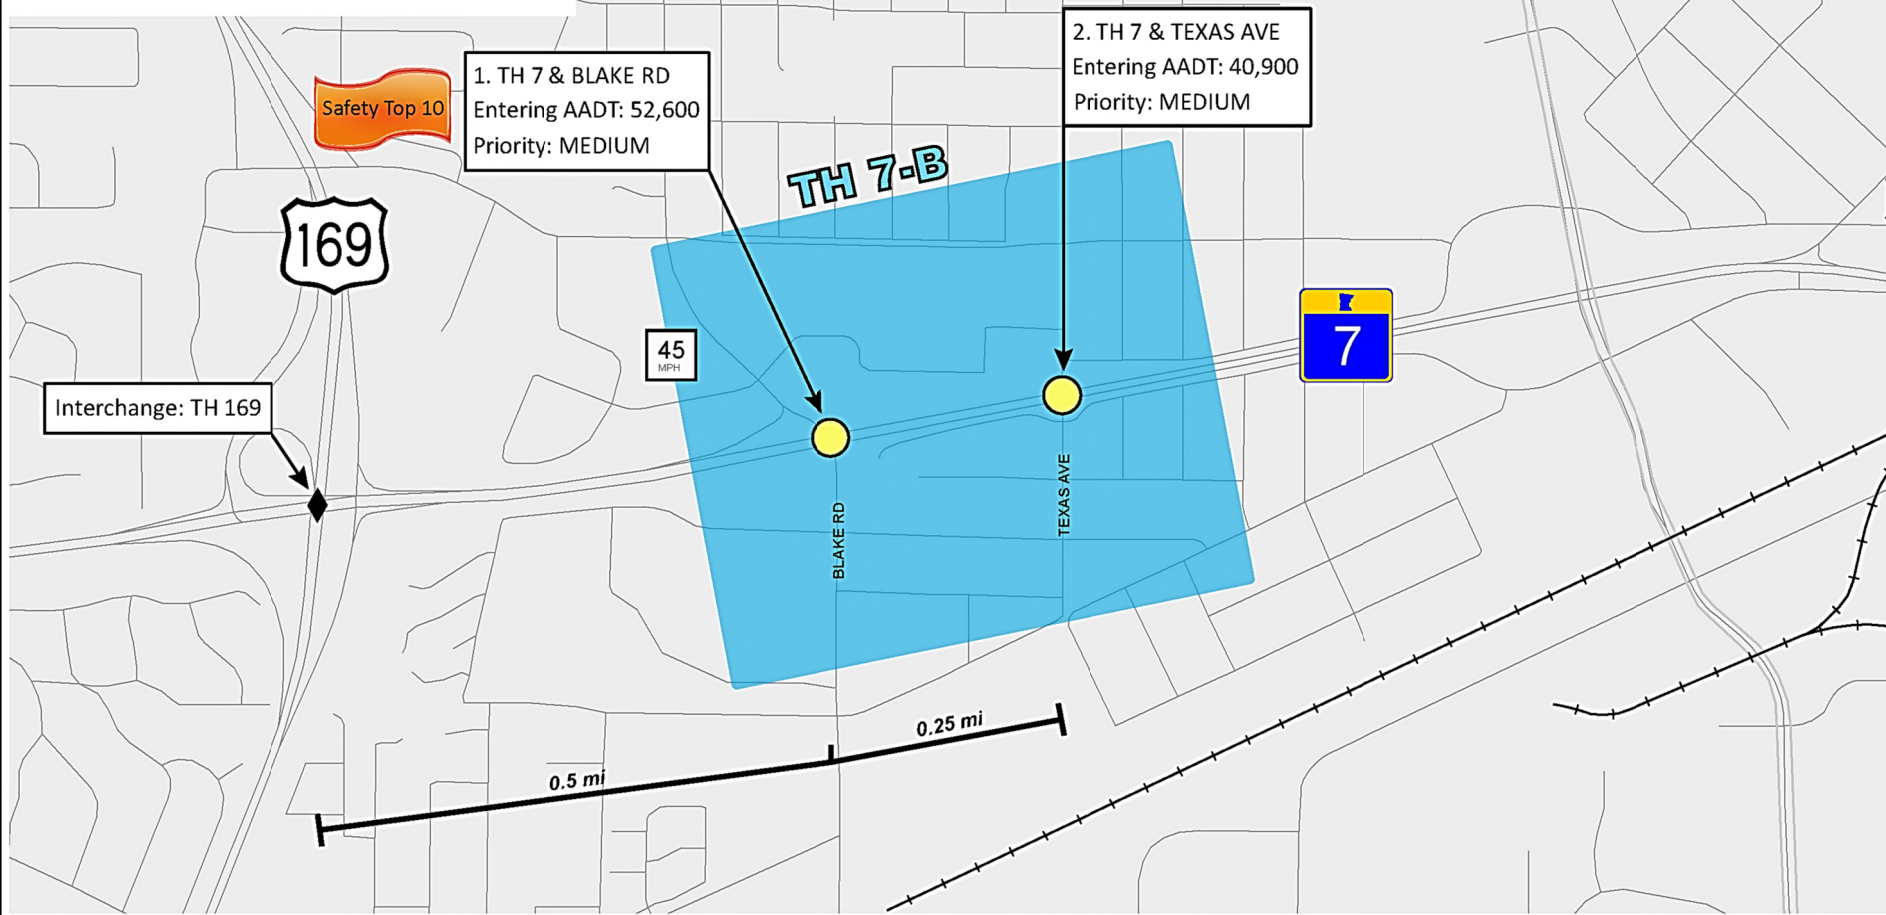 2. TH 7 & TEXAS AVE
Entering AADT: 40,900
Priority: MEDIUM
1. TH 7 & BLAKE RD
Entering AADT: 52,600
Priority: MEDIUM
Safety Top 10
TH 7-B
169
45
MPH
7
Interchange: TH 169
BLAKE RD
TEXAS AVE
0.25 mi
0.5 mi